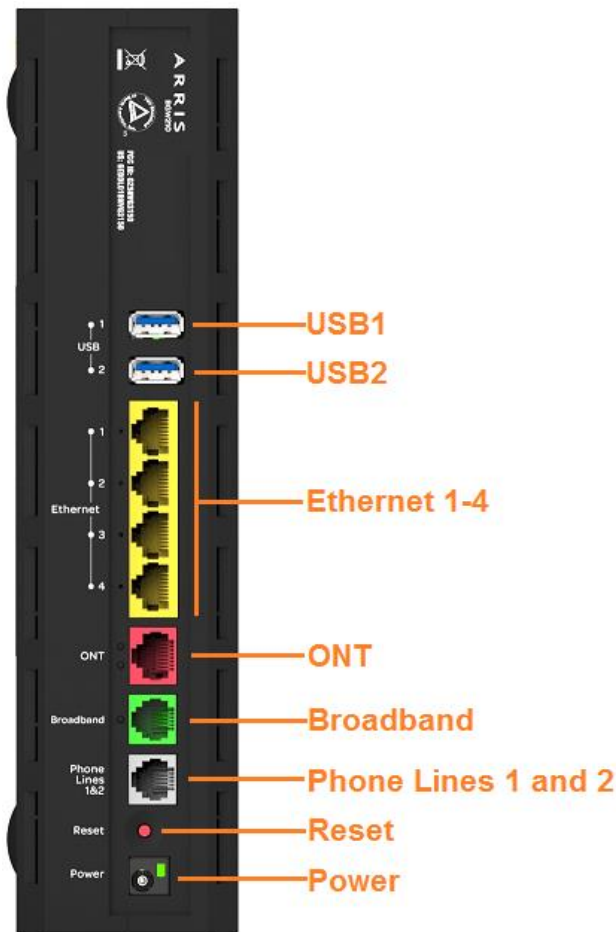 ARRIS
BGW210
1
USB
2
USB1
USB2
1
2
Ethernet
3
4
Ethernet 1-4
ONT
ONT
Broadband
Broadband
Phone
Lines
1&2
Phone Lines 1 and 2
Reset
Reset
Power
Power